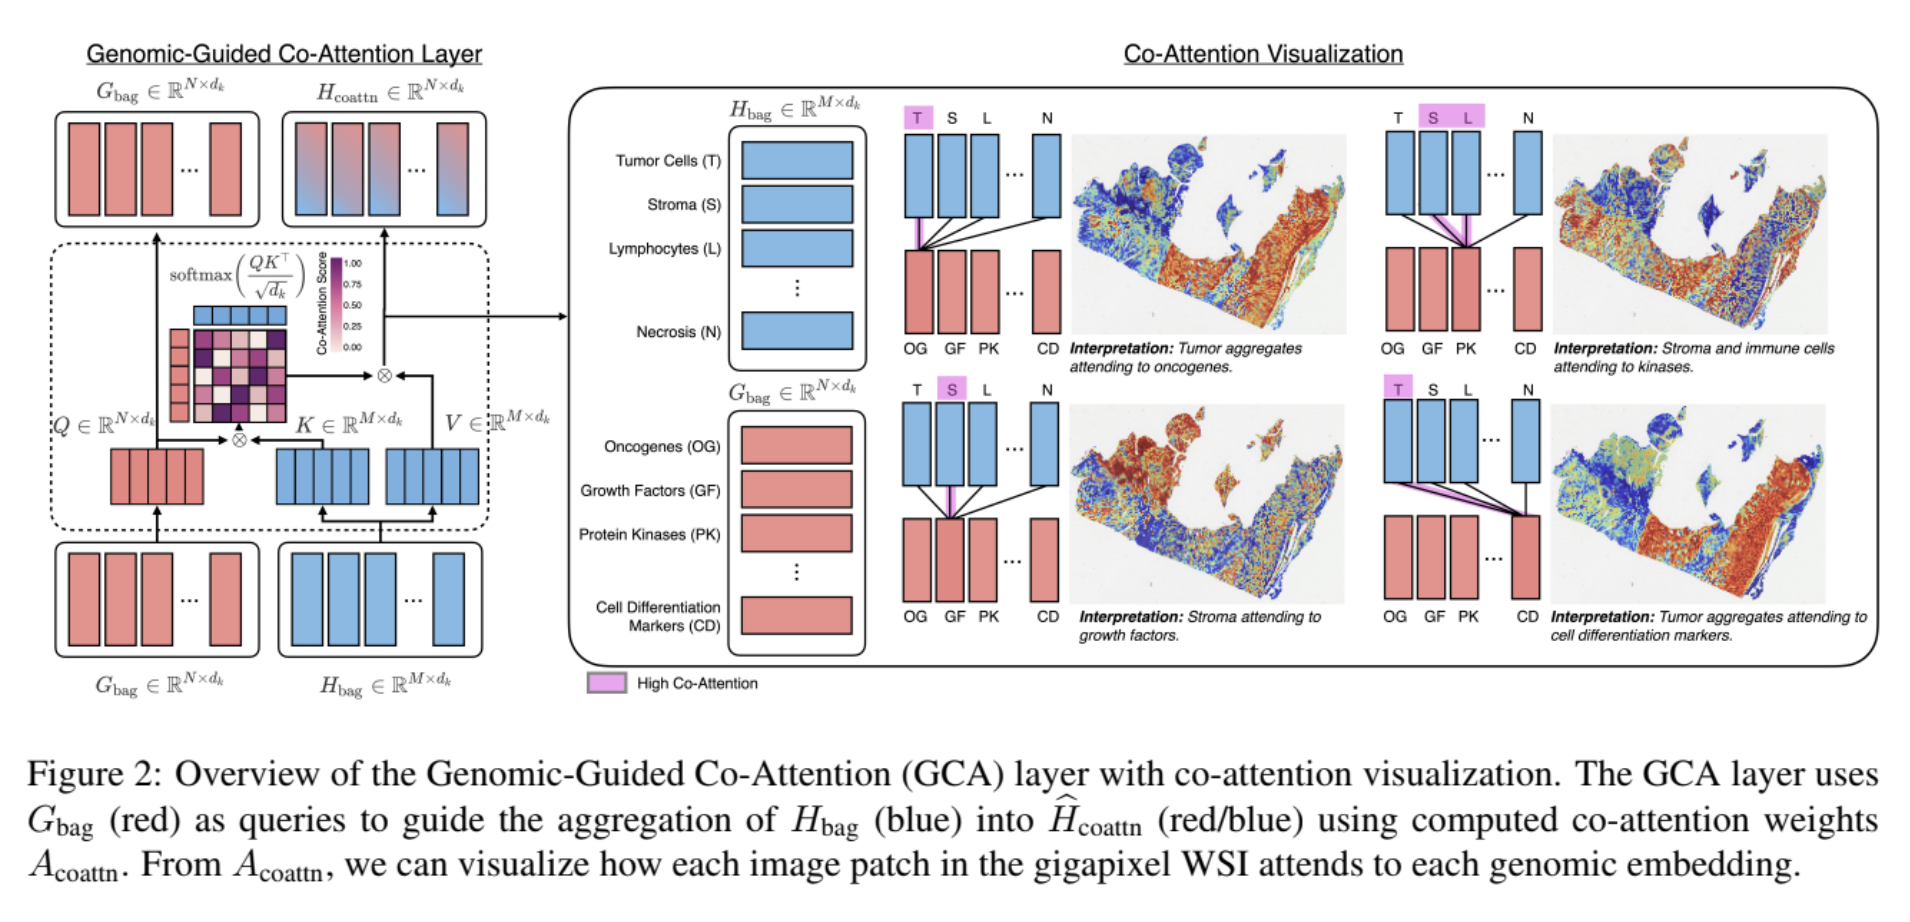 Genomic-Guided Co-Attention Layer
G_bag ∈ ℝ^{N×d_k}
H_coattn ∈ ℝ^{N×d_k}
...
...
softmax(QK^⊤/√d_k)
Co-Attention Score
1.00
0.75
0.50
0.25
0.00
⊗
Q ∈ ℝ^{N×d_k}
⊗
K ∈ ℝ^{M×d_k}
V ∈ ℝ^{M×d_k}
...
...
G_bag ∈ ℝ^{N×d_k}
H_bag ∈ ℝ^{M×d_k}
Co-Attention Visualization
H_bag ∈ ℝ^{M×d_k}
Tumor Cells (T)
Stroma (S)
Lymphocytes (L)
⋮
Necrosis (N)
G_bag ∈ ℝ^{N×d_k}
Oncogenes (OG)
Growth Factors (GF)
Protein Kinases (PK)
⋮
Cell Differentiation
Markers (CD)
T S L N
...
...
OG GF PK CD
Interpretation: Tumor aggregates
attending to oncogenes.
T S L N
...
...
OG GF PK CD
Interpretation: Stroma and immune cells
attending to kinases.
T S L N
...
...
OG GF PK CD
Interpretation: Stroma attending to
growth factors.
T S L N
...
...
OG GF PK CD
Interpretation: Tumor aggregates attending to
cell differentiation markers.
High Co-Attention
Figure 2: Overview of the Genomic-Guided Co-Attention (GCA) layer with co-attention visualization. The GCA layer uses
G_bag (red) as queries to guide the aggregation of H_bag (blue) into Ĥ_coattn (red/blue) using computed co-attention weights
A_coattn. From A_coattn, we can visualize how each image patch in the gigapixel WSI attends to each genomic embedding.